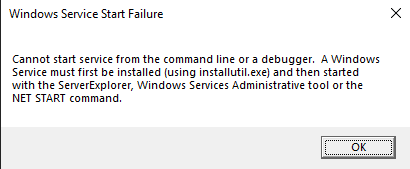 Windows Service Start Failure
Cannot start service from the command line or a debugger.  A Windows
Service must first be installed (using installutil.exe) and then started
with the ServerExplorer, Windows Services Administrative tool or the
NET START command.
OK